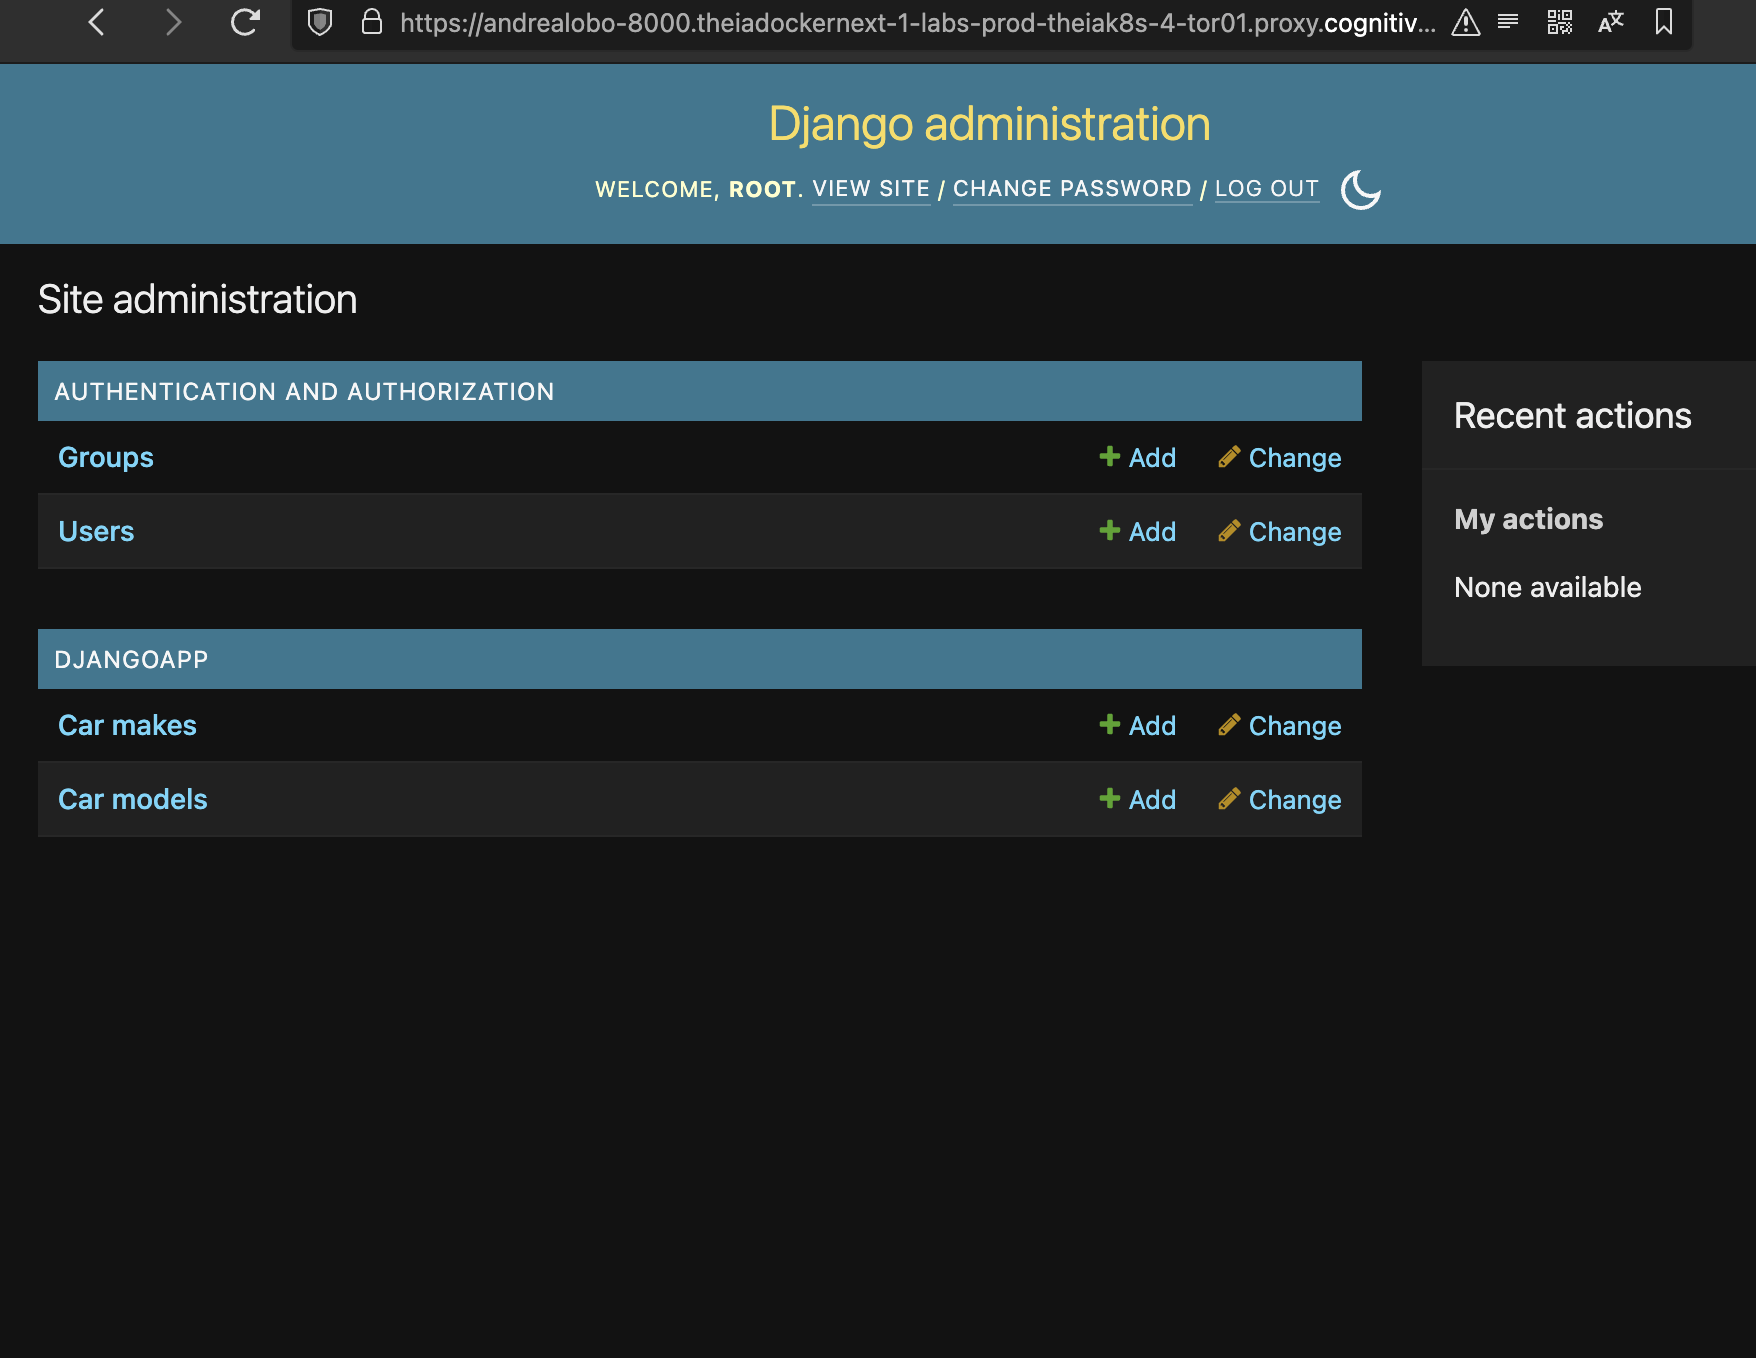 https://andrealobo-8000.theiadockernext-1-labs-prod-theiak8s-4-tor01.proxy.cognitiv...
Django administration
WELCOME, ROOT. VIEW SITE / CHANGE PASSWORD / LOG OUT
Site administration
AUTHENTICATION AND AUTHORIZATION
Groups Add Change
Users Add Change
DJANGOAPP
Car makes Add Change
Car models Add Change
Recent actions
My actions
None available